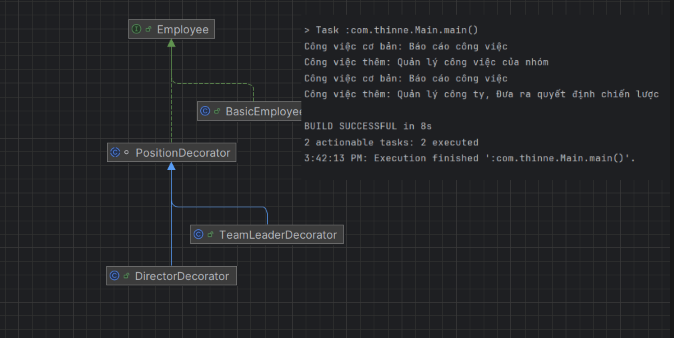 Employee
BasicEmployee
PositionDecorator
TeamLeaderDecorator
DirectorDecorator
> Task :com.thinne.Main.main()
Công việc cơ bản: Báo cáo công việc
Công việc thêm: Quản lý công việc của nhóm
Công việc cơ bản: Báo cáo công việc
Công việc thêm: Quản lý công ty, Đưa ra quyết định chiến lược
BUILD SUCCESSFUL in 8s
2 actionable tasks: 2 executed
3:42:13 PM: Execution finished ':com.thinne.Main.main()'.